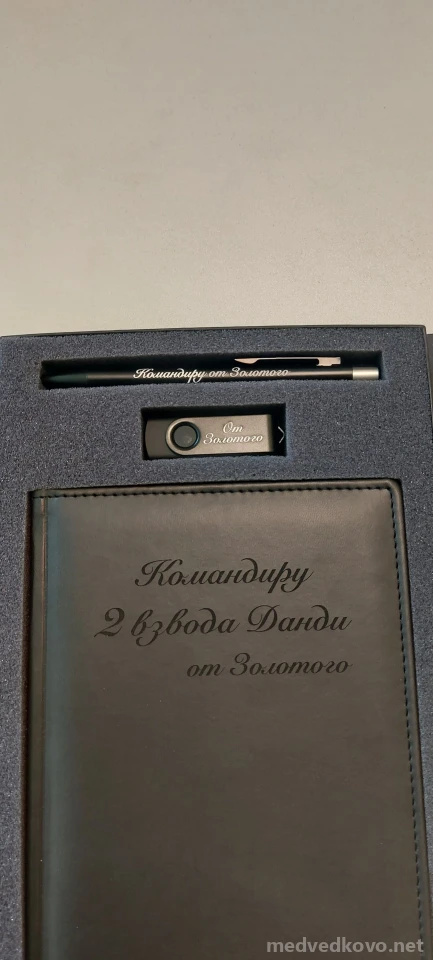 Командиру от Золотого
От
Золотого
Командиру
2 взвода Данди
от Золотого
medvedkovo.net